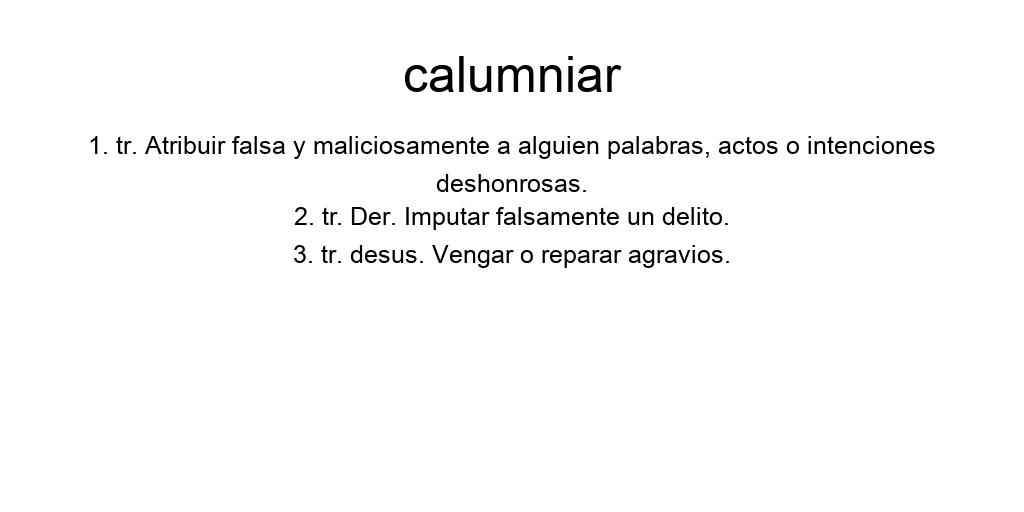 calumniar
1. tr. Atribuir falsa y maliciosamente a alguien palabras, actos o intenciones
deshonrosas.
2. tr. Der. Imputar falsamente un delito.
3. tr. desus. Vengar o reparar agravios.